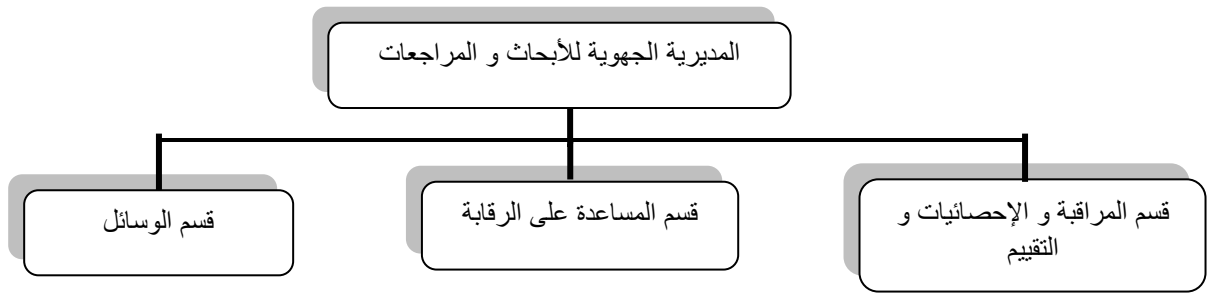 المديرية الجهوية للأبحاث و المراجعات
قسم المراقبة و الإحصائيات و
التقييم
قسم المساعدة على الرقابة
قسم الوسائل